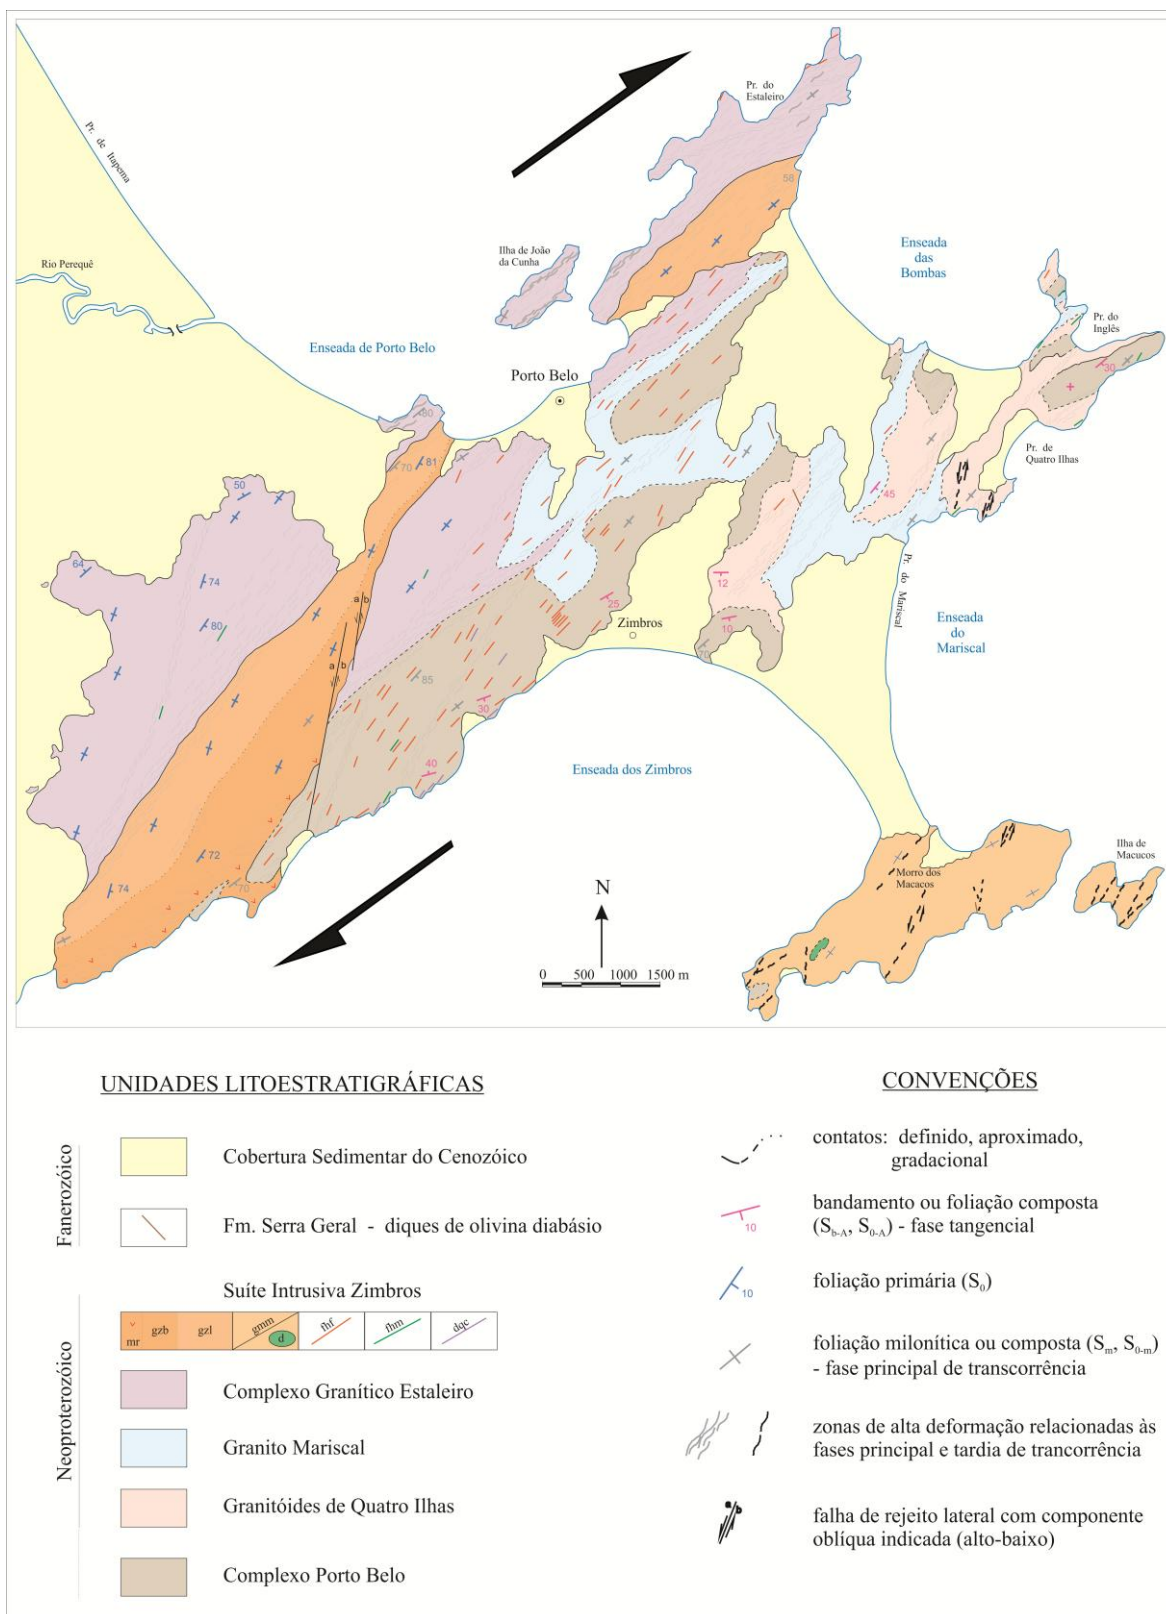 Pr. de Itapema
Pr. do
Estaleiro
58
Ilha de João
da Cunha
Rio Perequê
Enseada
das
Bombas
Pr. do
Inglês
30
Enseada de Porto Belo
Porto Belo
80
70
81
Pr. de
Quatro Ilhas
50
45
64
74
12
25
80
a b
Zimbros
10
70
Pr. do Mariscal
Enseada
do
Mariscal
a b
85
30
40
Enseada dos Zimbros
72
74
70
N
0 500 1000 1500 m
Morro dos
Macacos
Ilha de
Macucos
UNIDADES LITOESTRATIGRÁFICAS
Fanerozóico
Cobertura Sedimentar do Cenozóico
Fm. Serra Geral - diques de olivina diabásio
Neoproterozóico
Suíte Intrusiva Zimbros
mr gzb gzl gmm d fhf fhm dqc
Complexo Granítico Estaleiro
Granito Mariscal
Granitóides de Quatro Ilhas
Complexo Porto Belo
CONVENÇÕES
contatos: definido, aproximado,
gradacional
10
bandamento ou foliação composta
(Sb-A, S0-A) - fase tangencial
10
foliação primária (S0)
foliação milonítica ou composta (Sm, S0-m)
- fase principal de transcorrência
zonas de alta deformação relacionadas às
fases principal e tardia de trancorrência
a b
falha de rejeito lateral com componente
oblíqua indicada (alto-baixo)